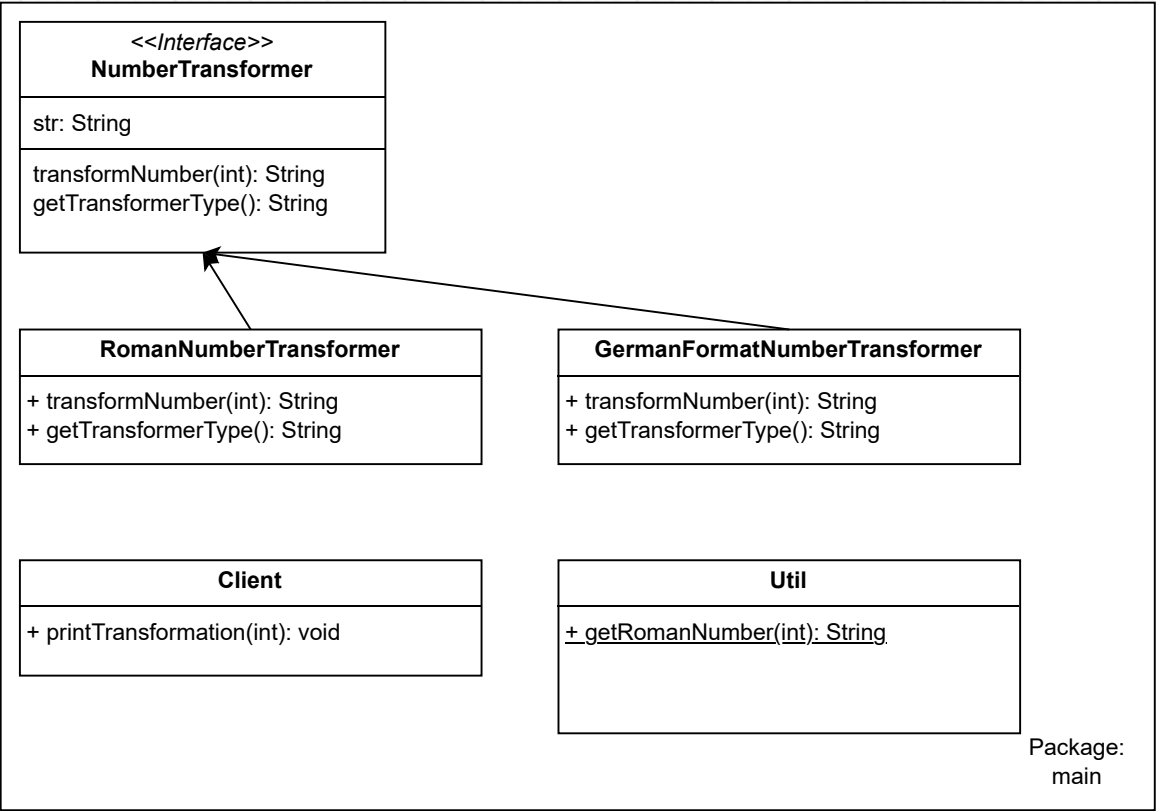 <<Interface>>
NumberTransformer
str: String
transformNumber(int): String
getTransformerType(): String
RomanNumberTransformer
+ transformNumber(int): String
+ getTransformerType(): String
GermanFormatNumberTransformer
+ transformNumber(int): String
+ getTransformerType(): String
Client
+ printTransformation(int): void
Util
+ getRomanNumber(int): String
Package:
main